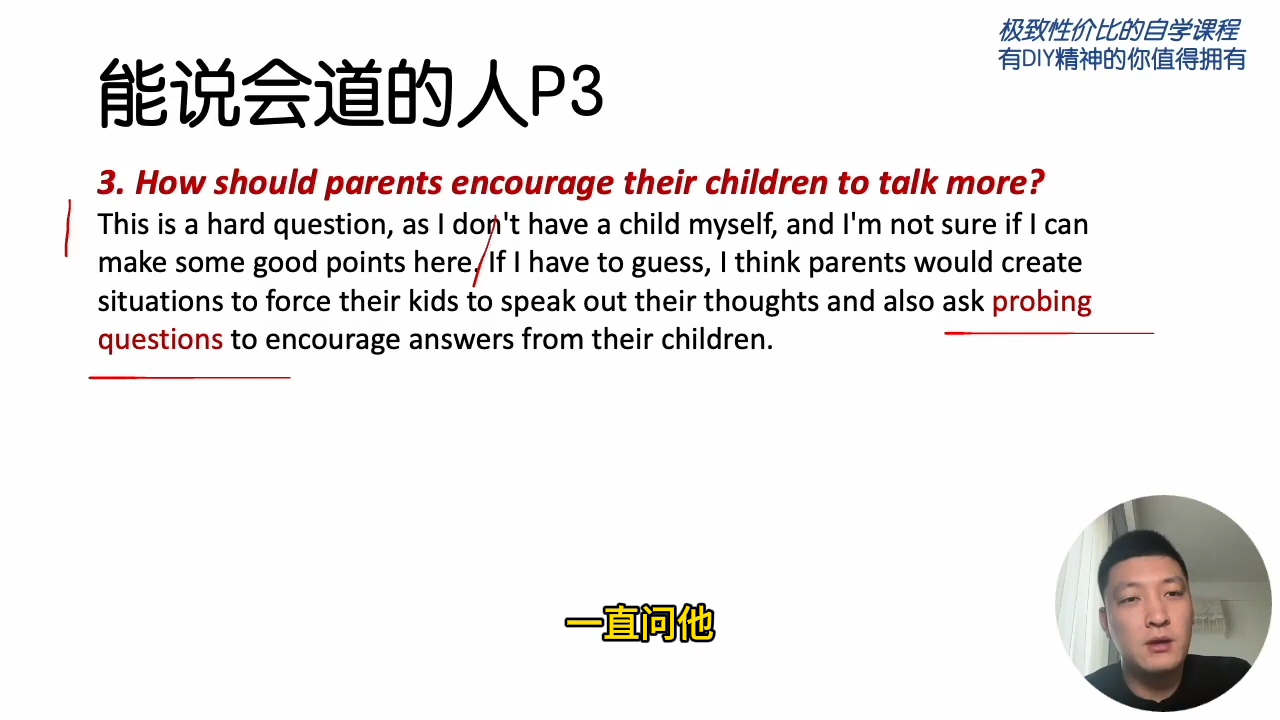 极致性价比的自学课程
有DIY精神的你值得拥有
能说会道的人P3
3. How should parents encourage their children to talk more?
This is a hard question, as I don't have a child myself, and I'm not sure if I can
make some good points here. If I have to guess, I think parents would create
situations to force their kids to speak out their thoughts and also ask probing
questions to encourage answers from their children.
一直问他